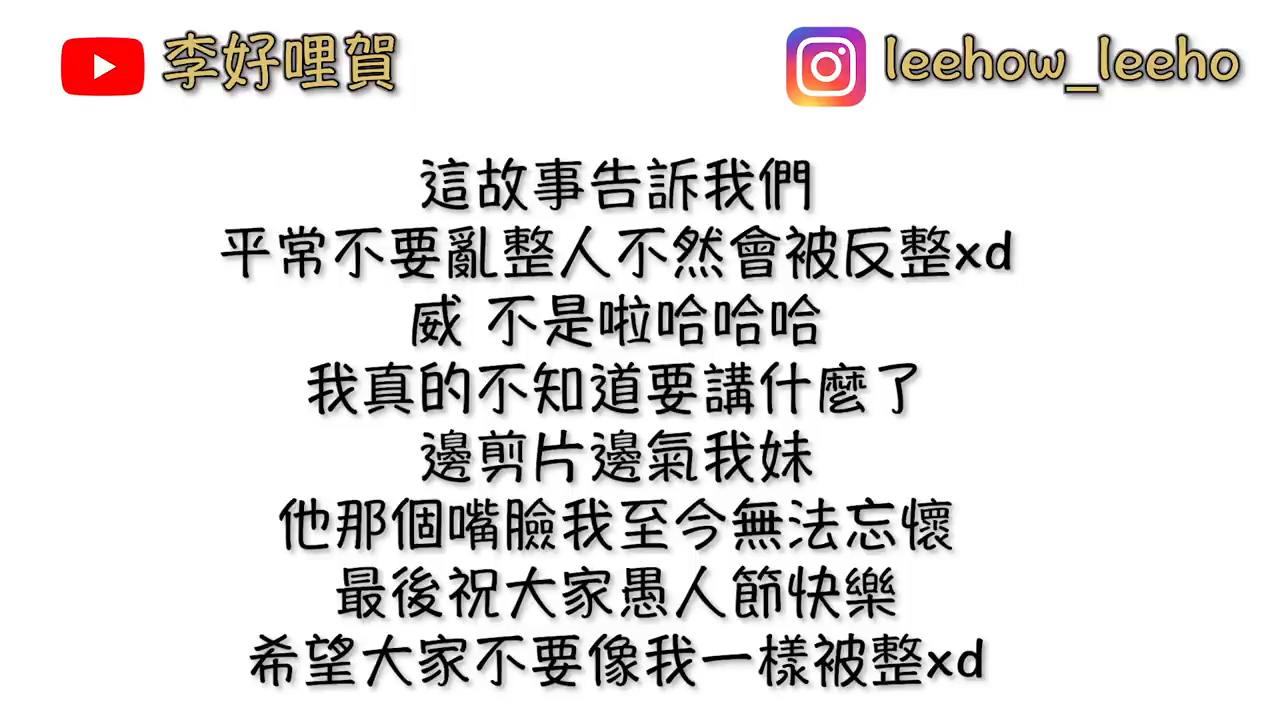 李好哩賀
leehow_leeho
這故事告訴我們
平常不要亂整人不然會被反整xd
威 不是啦哈哈哈
我真的不知道要講什麼了
邊剪片邊氣我妹
他那個嘴臉我至今無法忘懷
最後祝大家愚人節快樂
希望大家不要像我一樣被整xd